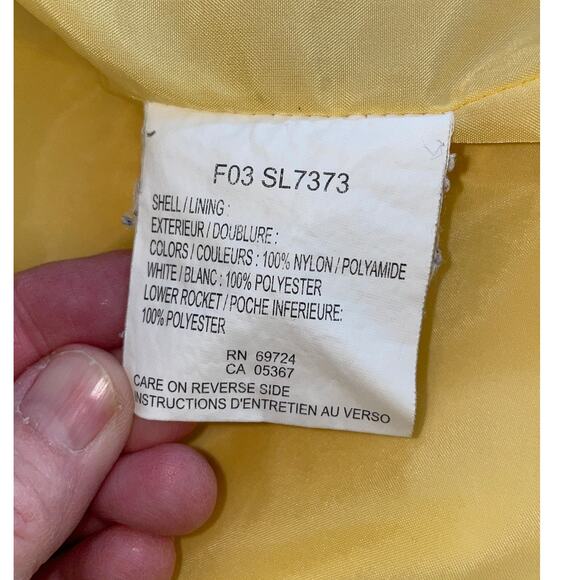 F03 SL7373
SHELL / LINING :
EXTERIEUR / DOUBLURE :
COLORS / COULEURS : 100% NYLON / POLYAMIDE
WHITE / BLANC : 100% POLYESTER
LOWER ROCKET / POCHE INFERIEURE:
100% POLYESTER
RN 69724
CA 05367
CARE ON REVERSE SIDE
INSTRUCTIONS D'ENTRETIEN AU VERSO